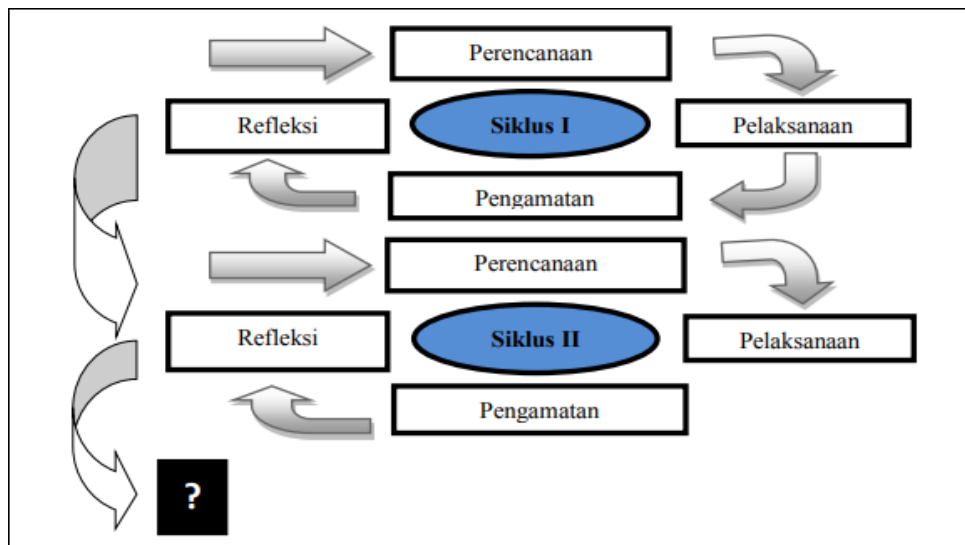 Perencanaan
Refleksi
Siklus I
Pelaksanaan
Pengamatan
Perencanaan
Refleksi
Siklus II
Pelaksanaan
Pengamatan
?